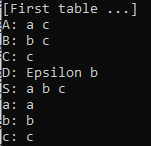 [First table ...]
A: a c
B: b c
C: c
D: Epsilon b
S: a b c
a: a
b: b
c: c